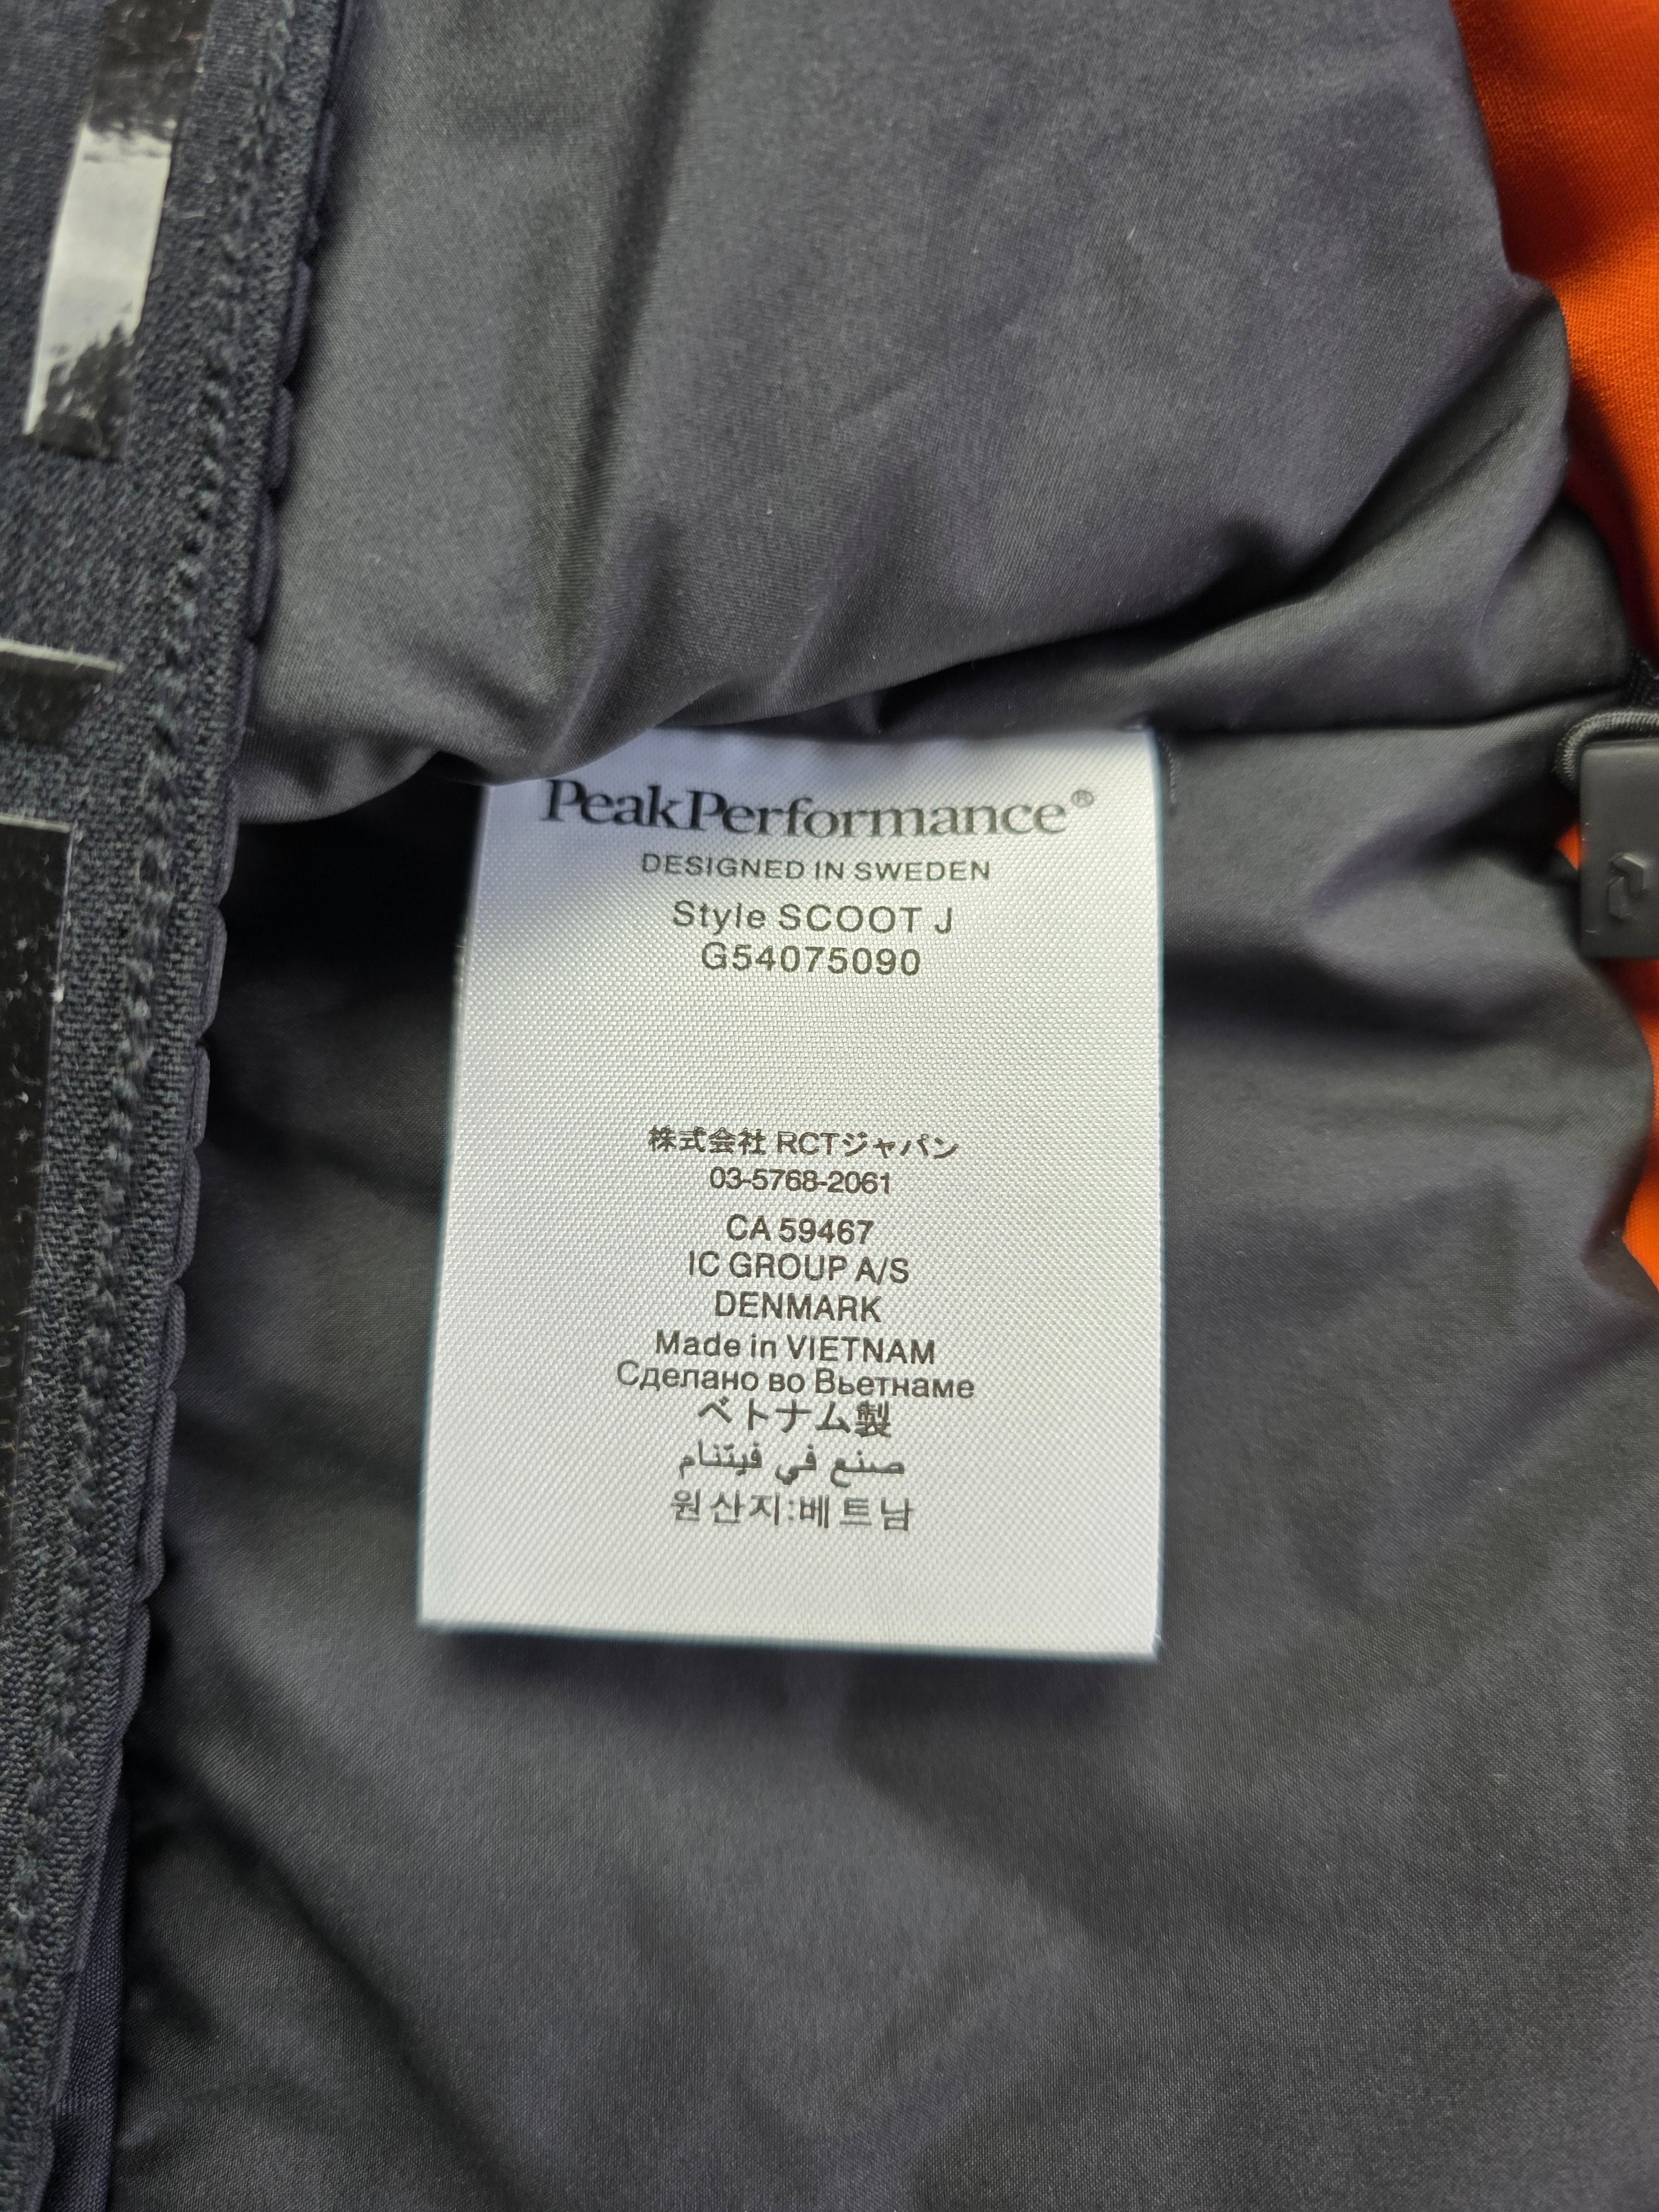 PeakPerformance®
DESIGNED IN SWEDEN
Style SCOOT J
G54075090
株式会社 RCTジャパン
03-5768-2061
CA 59467
IC GROUP A/S
DENMARK
Made in VIETNAM
Сделано во Вьетнаме
ベトナム製
صنع في فيتنام
원산지:베트남